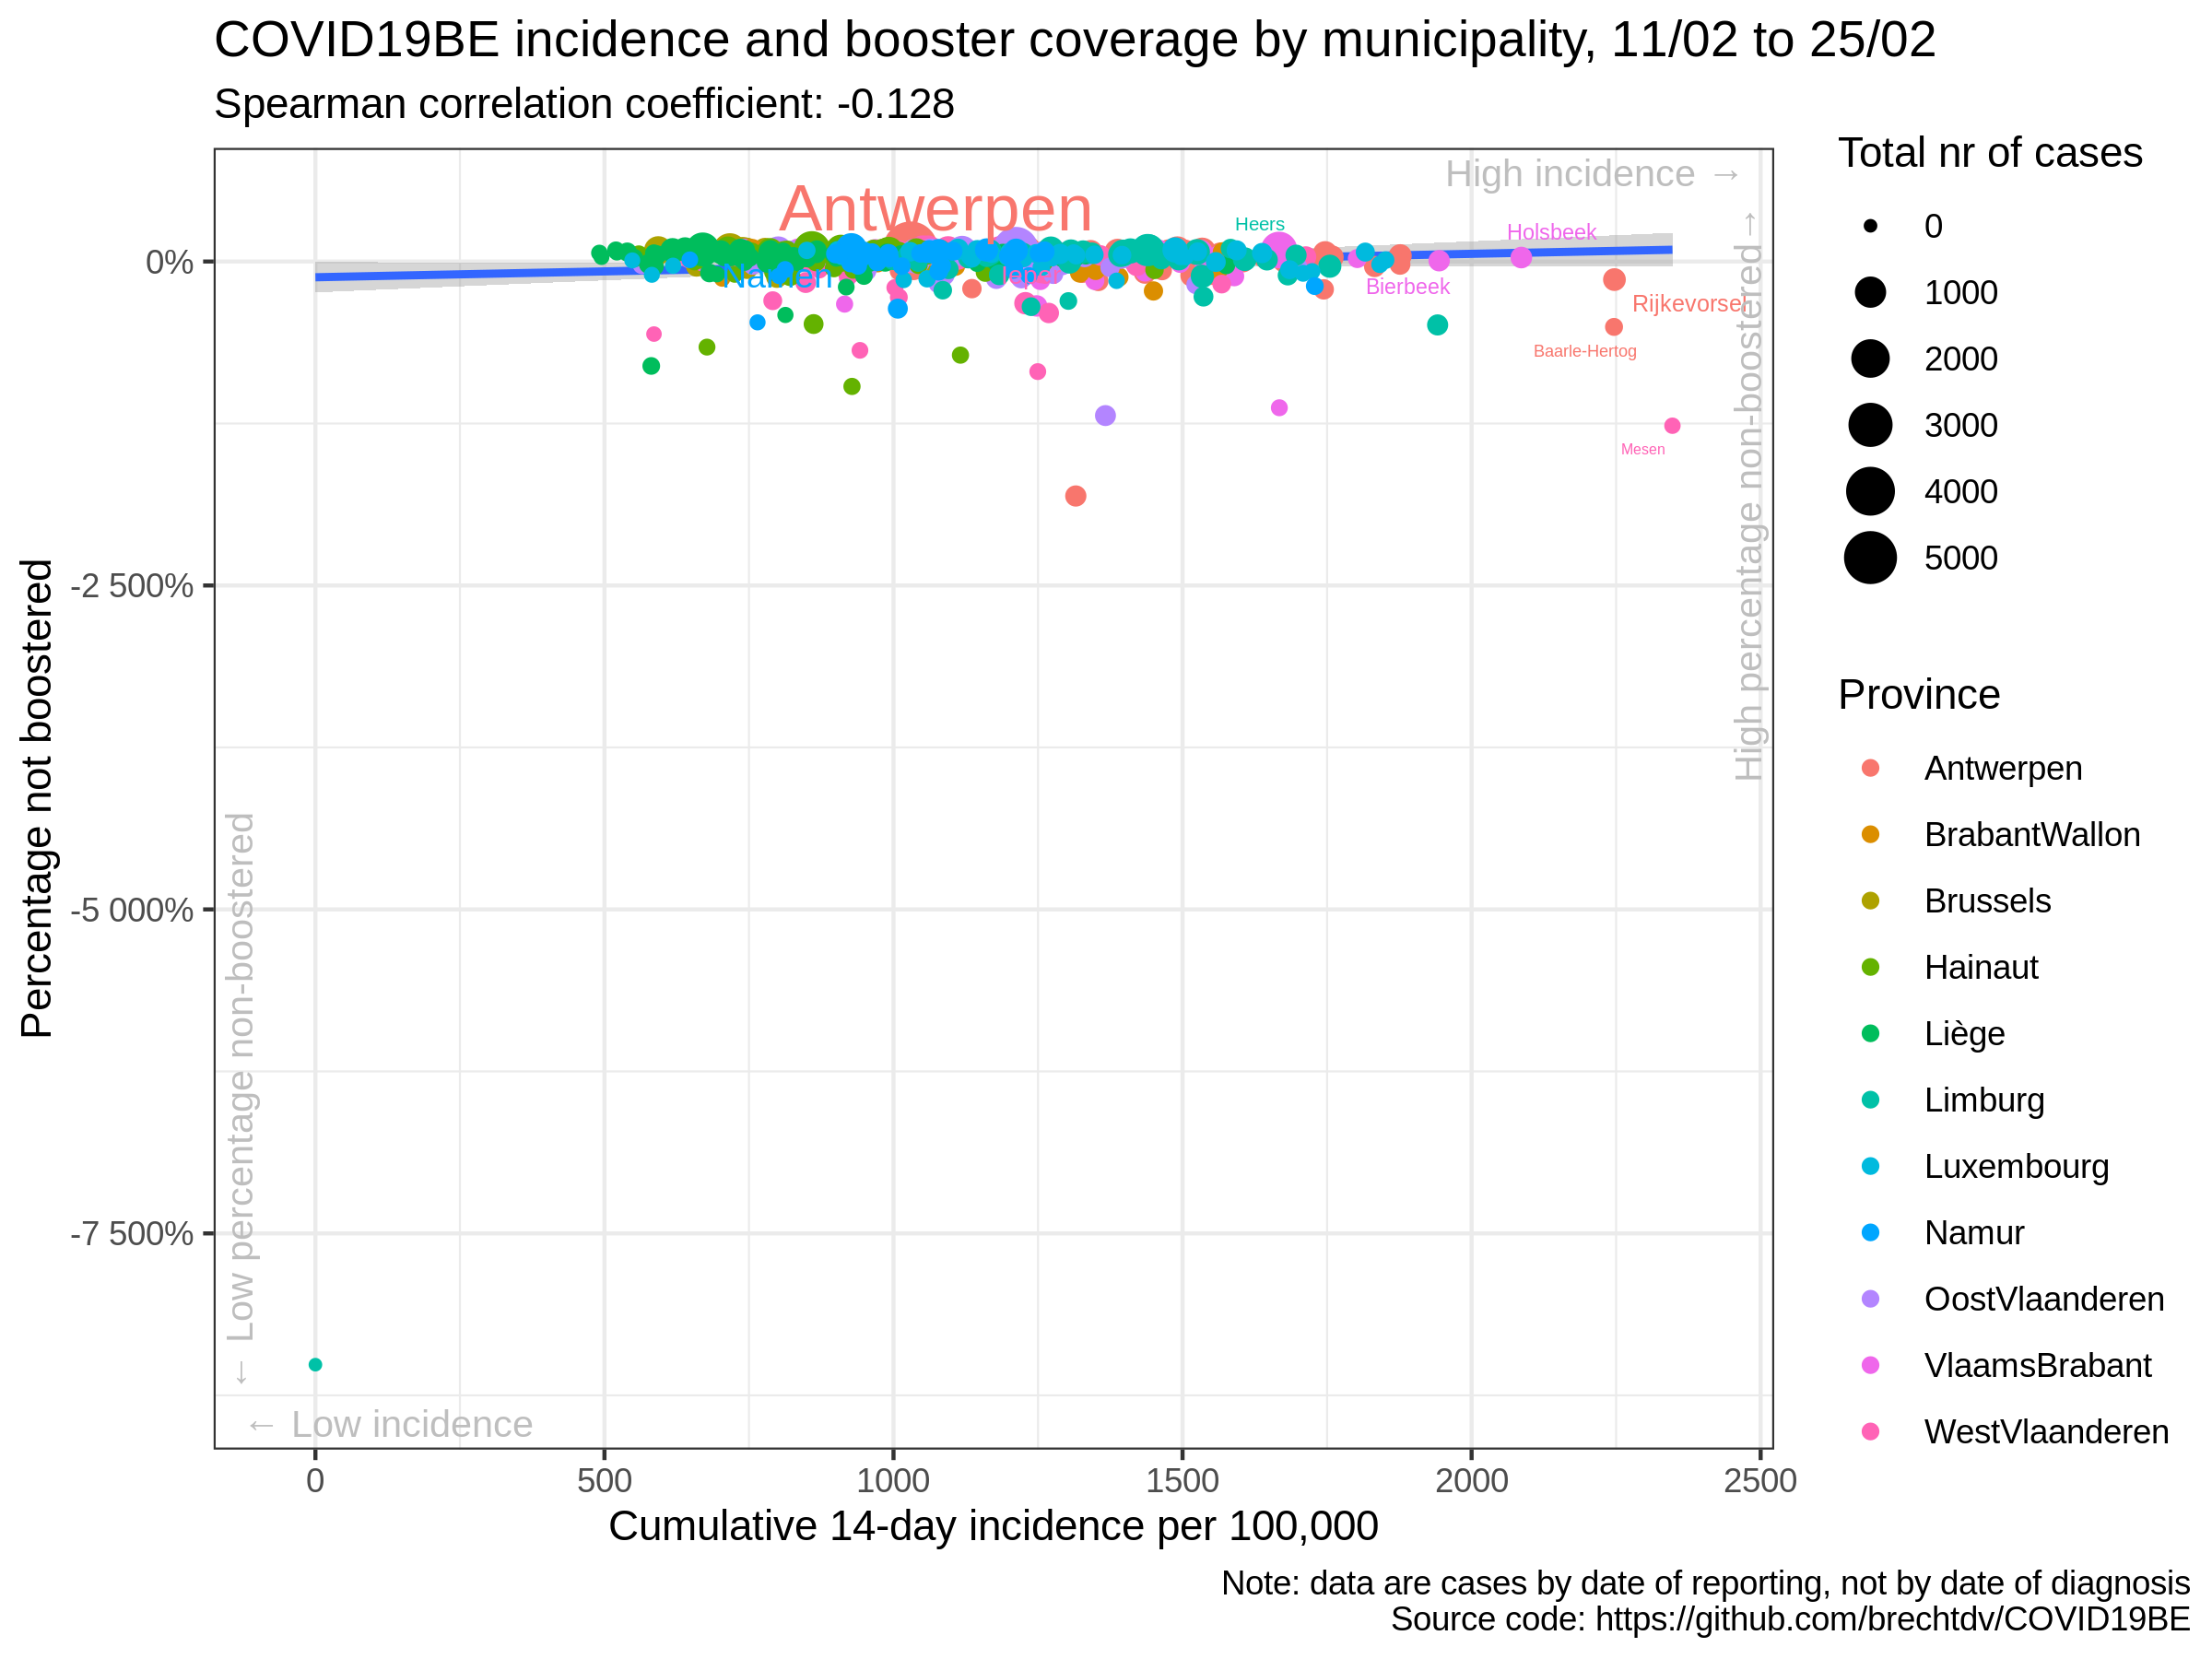 COVID19BE incidence and booster coverage by municipality, 11/02 to 25/02
Spearman correlation coefficient: -0.128
High incidence →
High percentage non-boostered →
← Low percentage non-boostered
← Low incidence
Antwerpen
Namen
Ieper
Heers
Holsbeek
Bierbeek
Rijkevorsel
Baarle-Hertog
Mesen
Percentage not boostered
0%
-2 500%
-5 000%
-7 500%
0
500
1000
1500
2000
2500
Cumulative 14-day incidence per 100,000
Total nr of cases
0
1000
2000
3000
4000
5000
Province
Antwerpen
BrabantWallon
Brussels
Hainaut
Liège
Limburg
Luxembourg
Namur
OostVlaanderen
VlaamsBrabant
WestVlaanderen
Note: data are cases by date of reporting, not by date of diagnosis
Source code: https://github.com/brechtdv/COVID19BE